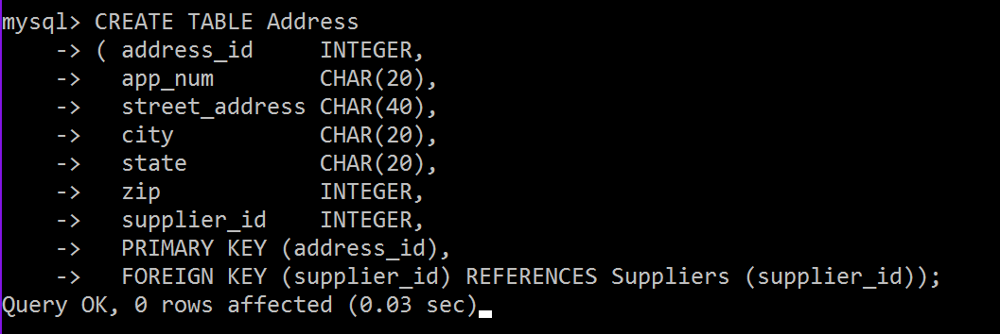 mysql> CREATE TABLE Address
    -> ( address_id     INTEGER,
    ->   app_num        CHAR(20),
    ->   street_address CHAR(40),
    ->   city           CHAR(20),
    ->   state          CHAR(20),
    ->   zip            INTEGER,
    ->   supplier_id    INTEGER,
    ->   PRIMARY KEY (address_id),
    ->   FOREIGN KEY (supplier_id) REFERENCES Suppliers (supplier_id));
Query OK, 0 rows affected (0.03 sec)